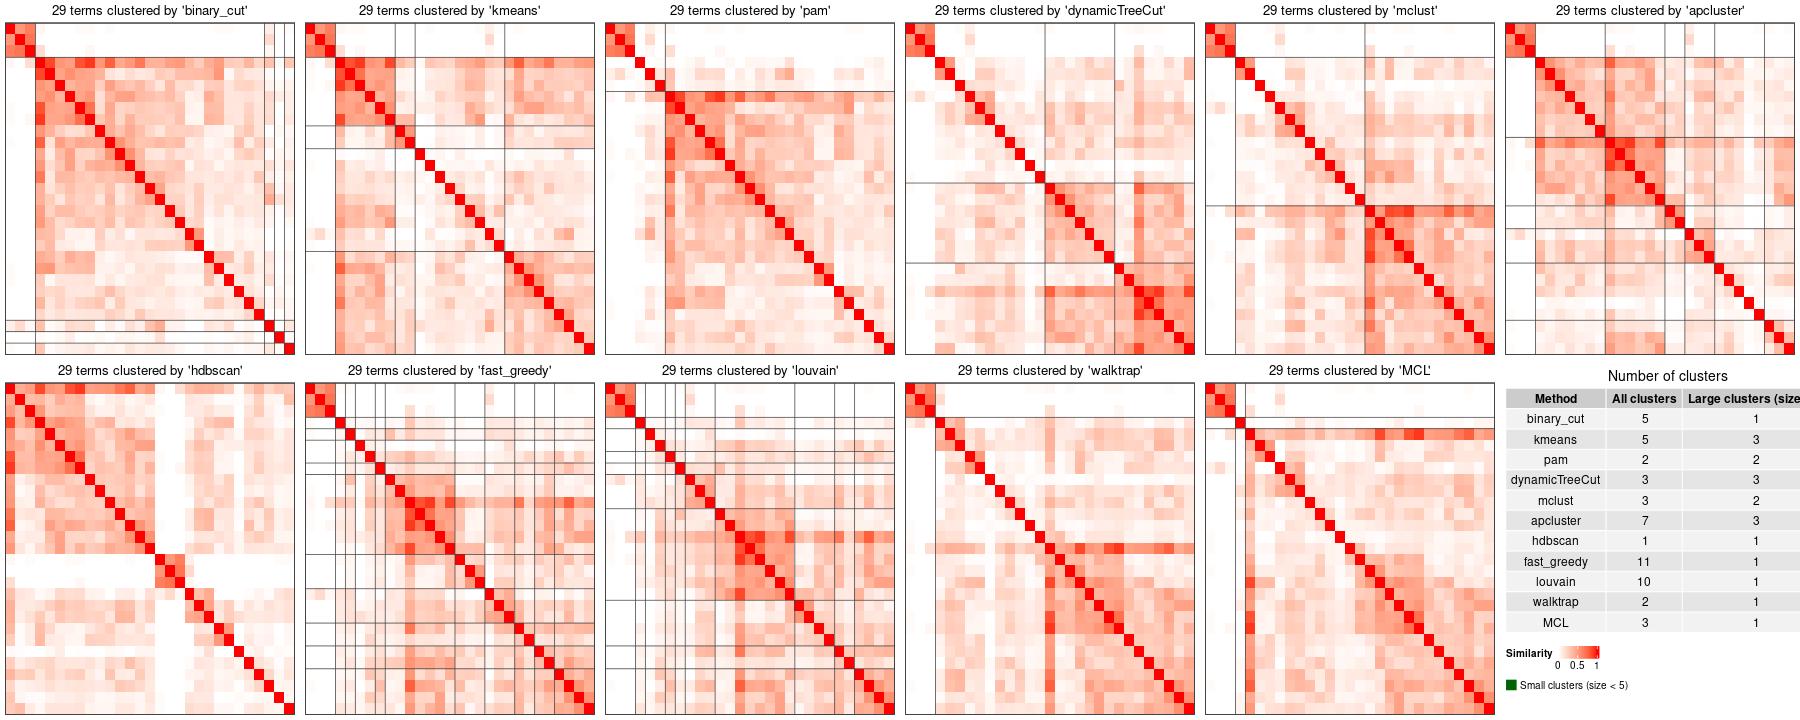 29 terms clustered by 'binary_cut'
29 terms clustered by 'kmeans'
29 terms clustered by 'pam'
29 terms clustered by 'dynamicTreeCut'
29 terms clustered by 'mclust'
29 terms clustered by 'apcluster'
29 terms clustered by 'hdbscan'
29 terms clustered by 'fast_greedy'
29 terms clustered by 'louvain'
29 terms clustered by 'walktrap'
29 terms clustered by 'MCL'
Number of clusters
Method All clusters Large clusters (size
binary_cut 5 1
kmeans 5 3
pam 2 2
dynamicTreeCut 3 3
mclust 3 2
apcluster 7 3
hdbscan 1 1
fast_greedy 11 1
louvain 10 1
walktrap 2 1
MCL 3 1
Similarity
0 0.5 1
Small clusters (size < 5)